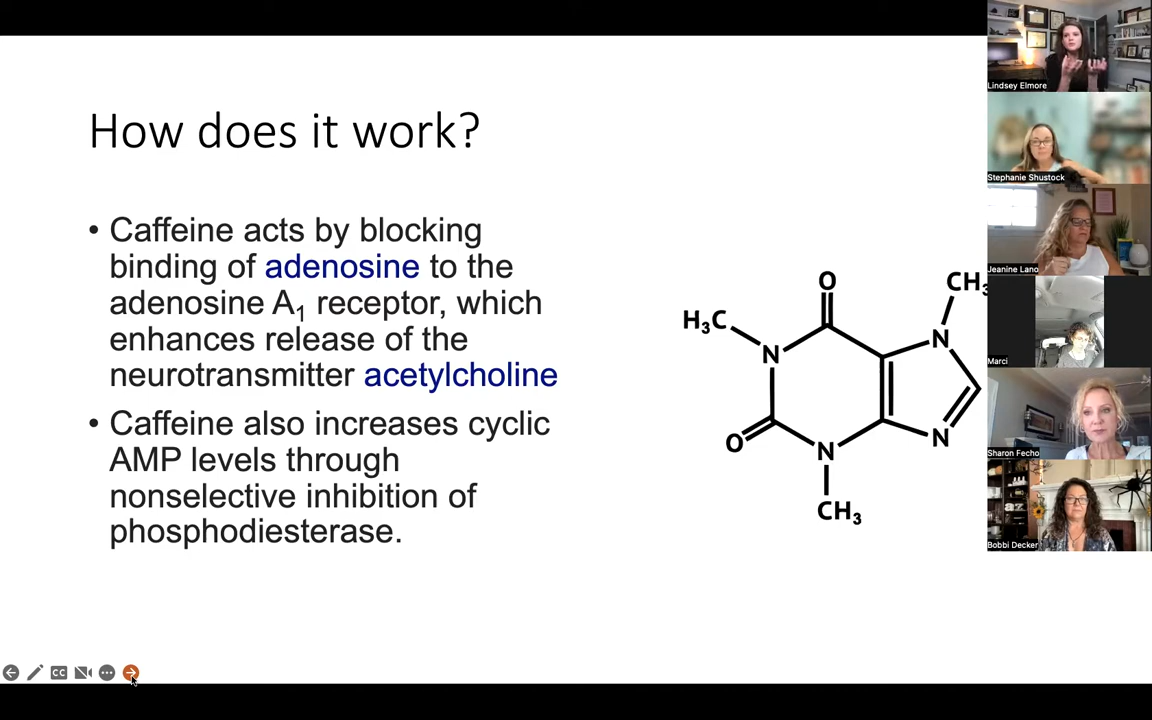 How does it work?
• Caffeine acts by blocking
binding of adenosine to the
adenosine A₁ receptor, which
enhances release of the
neurotransmitter acetylcholine
• Caffeine also increases cyclic
AMP levels through
nonselective inhibition of
phosphodiesterase.
O
CH₃
H₃C
N
N
O
N
N
CH₃
CC
Lindsey Elmore
Stephanie Shustock
Jeanine Lano
Marci
Sharon Fecho
Bobbi Decker